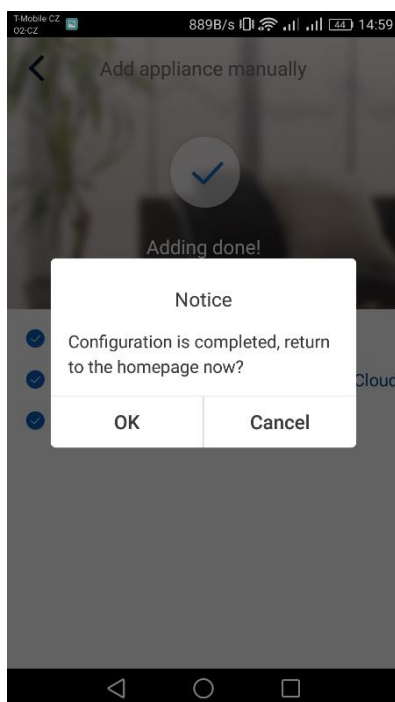 T-Mobile CZ
O2-CZ
889B/s
44
14:59
Add appliance manually
Adding done!
Notice
Configuration is completed, return
to the homepage now?
Cloud
OK
Cancel